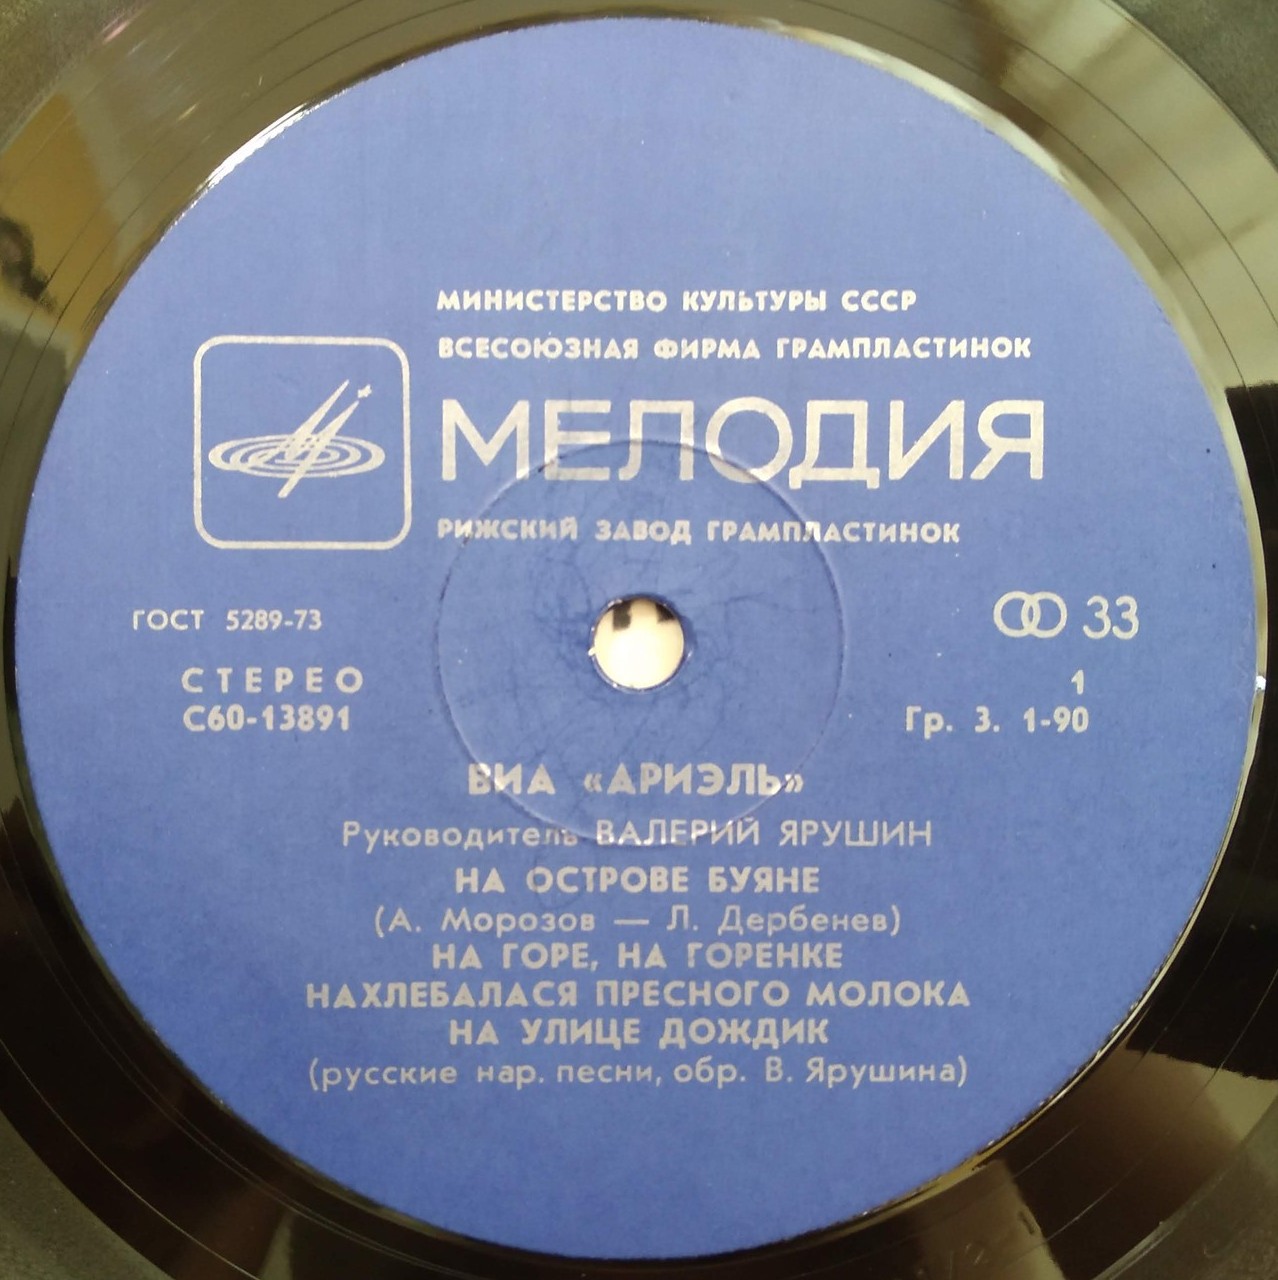 МИНИСТЕРСТВО КУЛЬТУРЫ СССР
ВСЕСОЮЗНАЯ ФИРМА ГРАМПЛАСТИНОК
МЕЛОДИЯ
РИЖСКИЙ ЗАВОД ГРАМПЛАСТИНОК
ГОСТ 5289-73
33
СТЕРЕО
1
С60-13891
Гр. 3. 1-90
ВИА «АРИЭЛЬ»
Руководитель ВАЛЕРИЙ ЯРУШИН
НА ОСТРОВЕ БУЯНЕ
(А. Морозов — Л. Дербенев)
НА ГОРЕ, НА ГОРЕНКЕ
НАХЛЕБАЛАСЯ ПРЕСНОГО МОЛОКА
НА УЛИЦЕ ДОЖДИК
(русские нар. песни, обр. В. Ярушина)